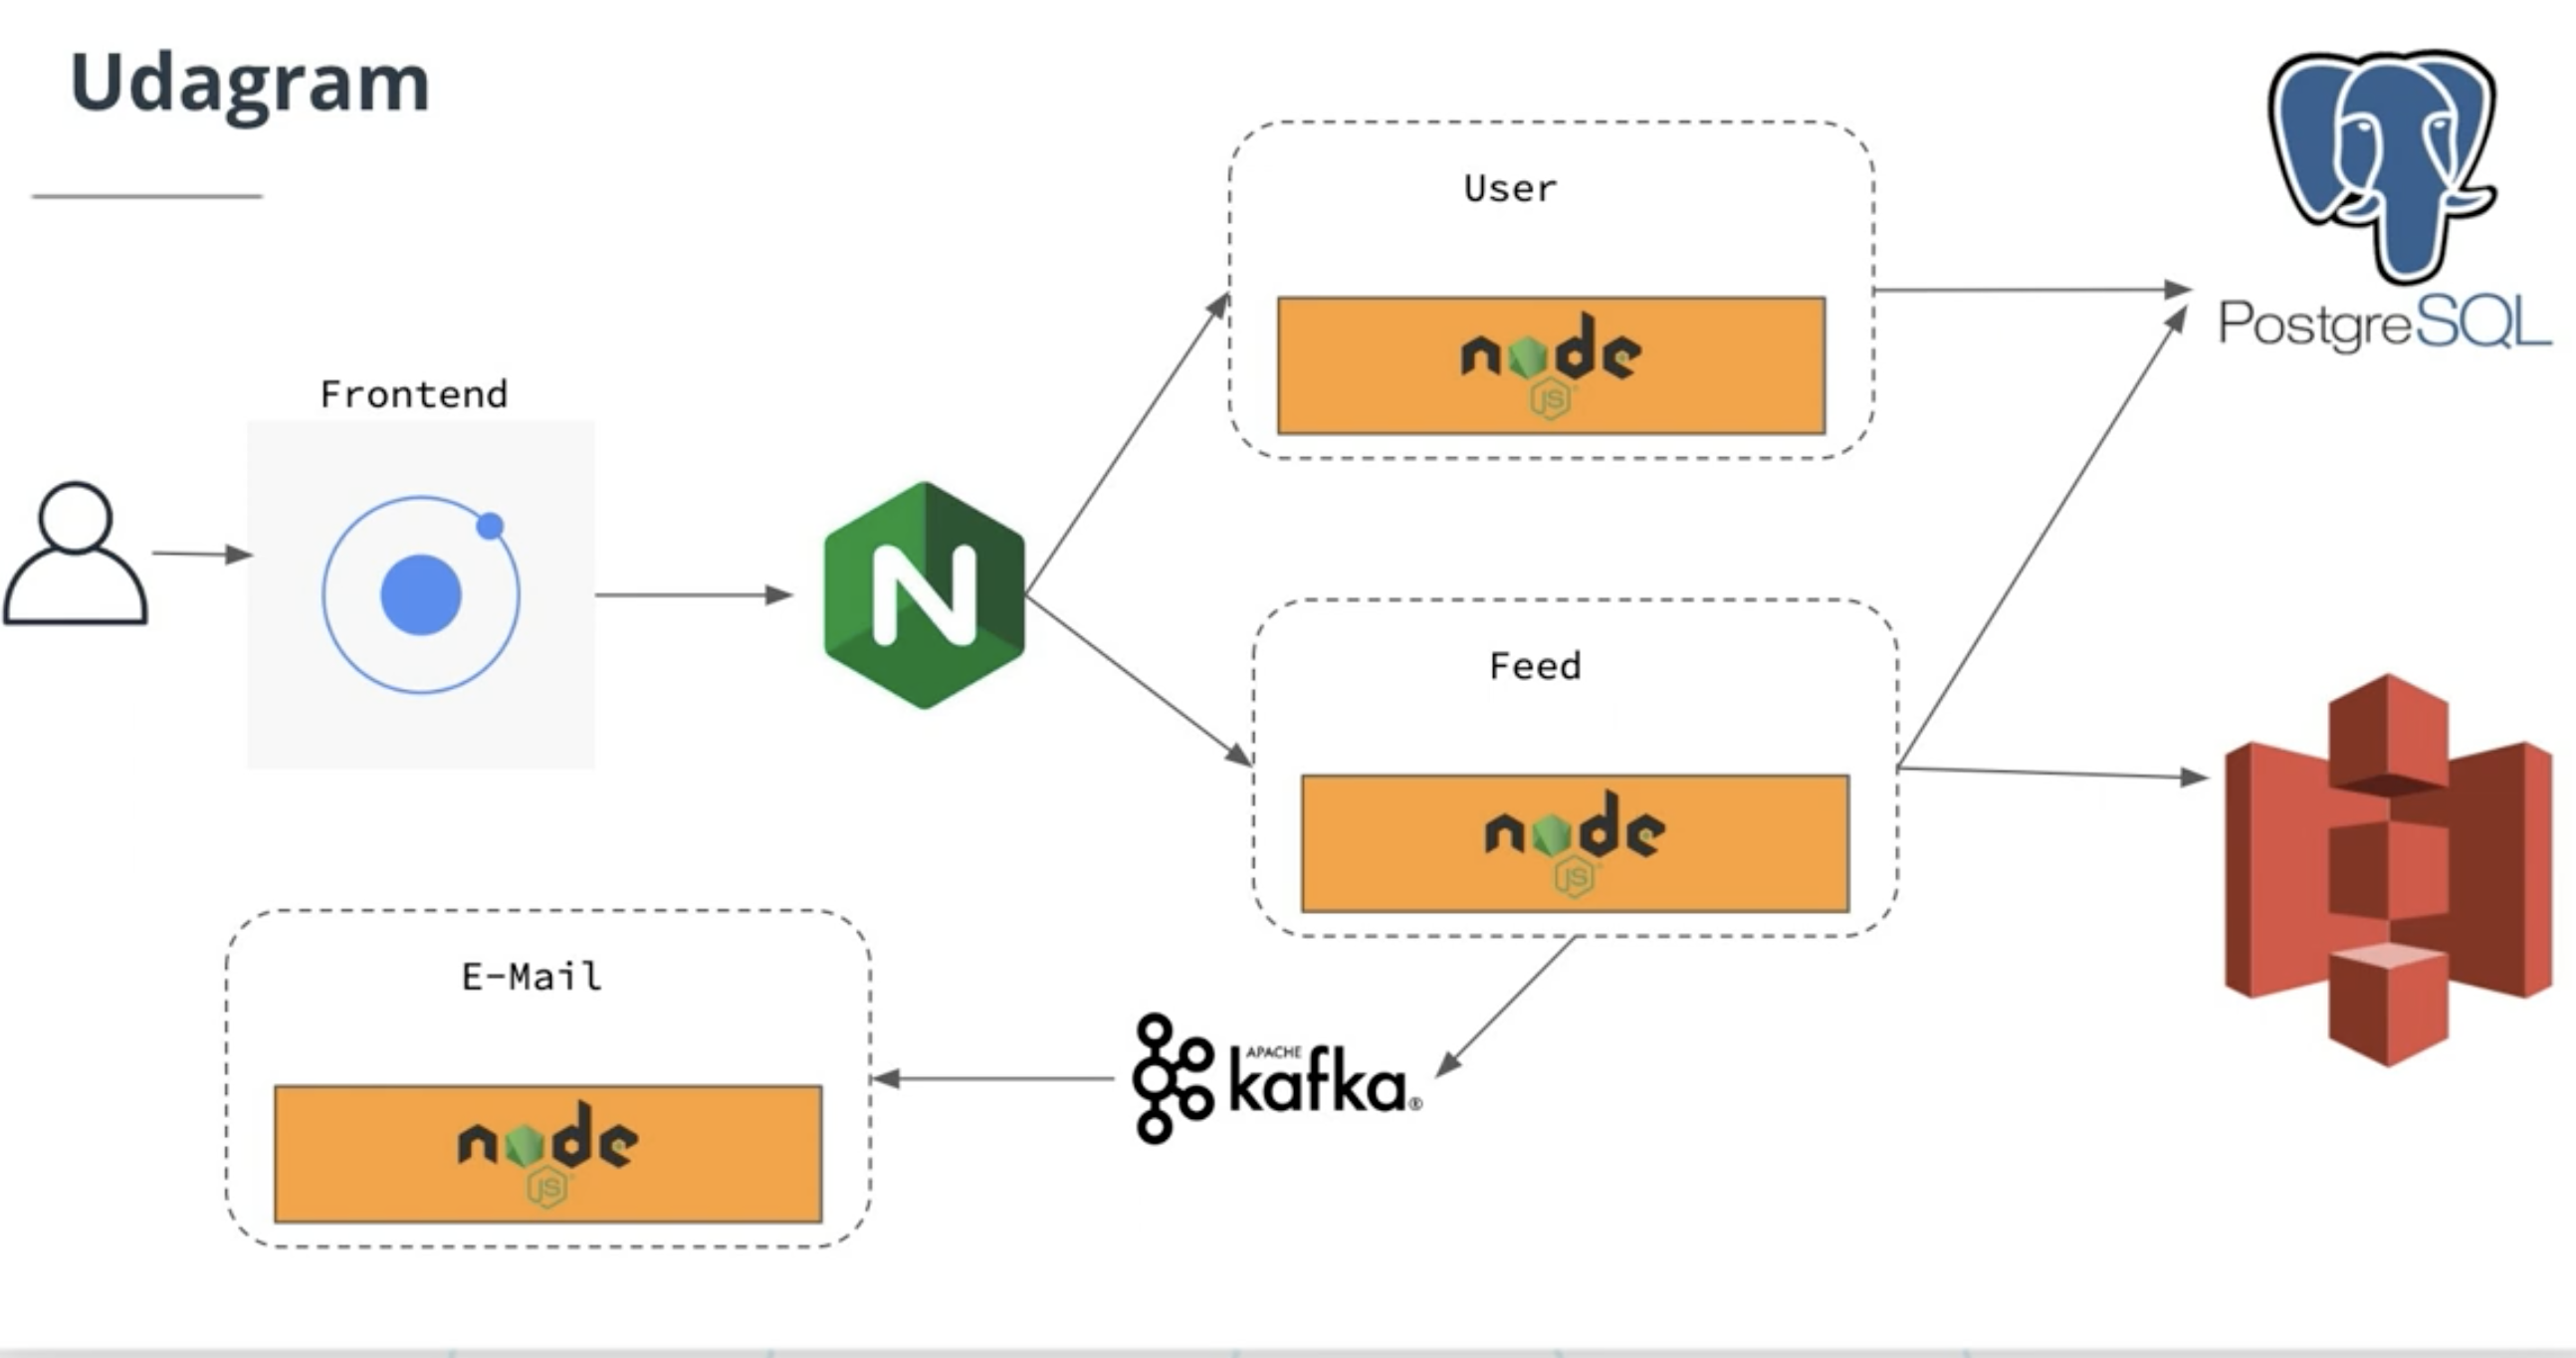 Udagram
User
node
JS
PostgreSQL
Frontend
N
Feed
node
JS
E-Mail
node
JS
APACHE
kafka®